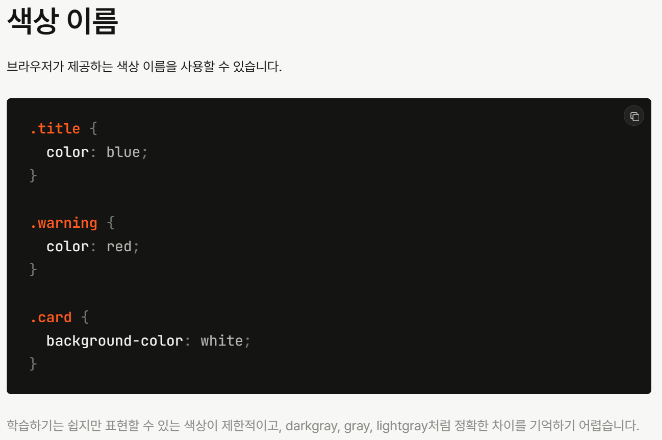 색상 이름
브라우저가 제공하는 색상 이름을 사용할 수 있습니다.
.title {
  color: blue;
}
.warning {
  color: red;
}
.card {
  background-color: white;
}
학습하기는 쉽지만 표현할 수 있는 색상이 제한적이고, darkgray, gray, lightgray처럼 정확한 차이를 기억하기 어렵습니다.